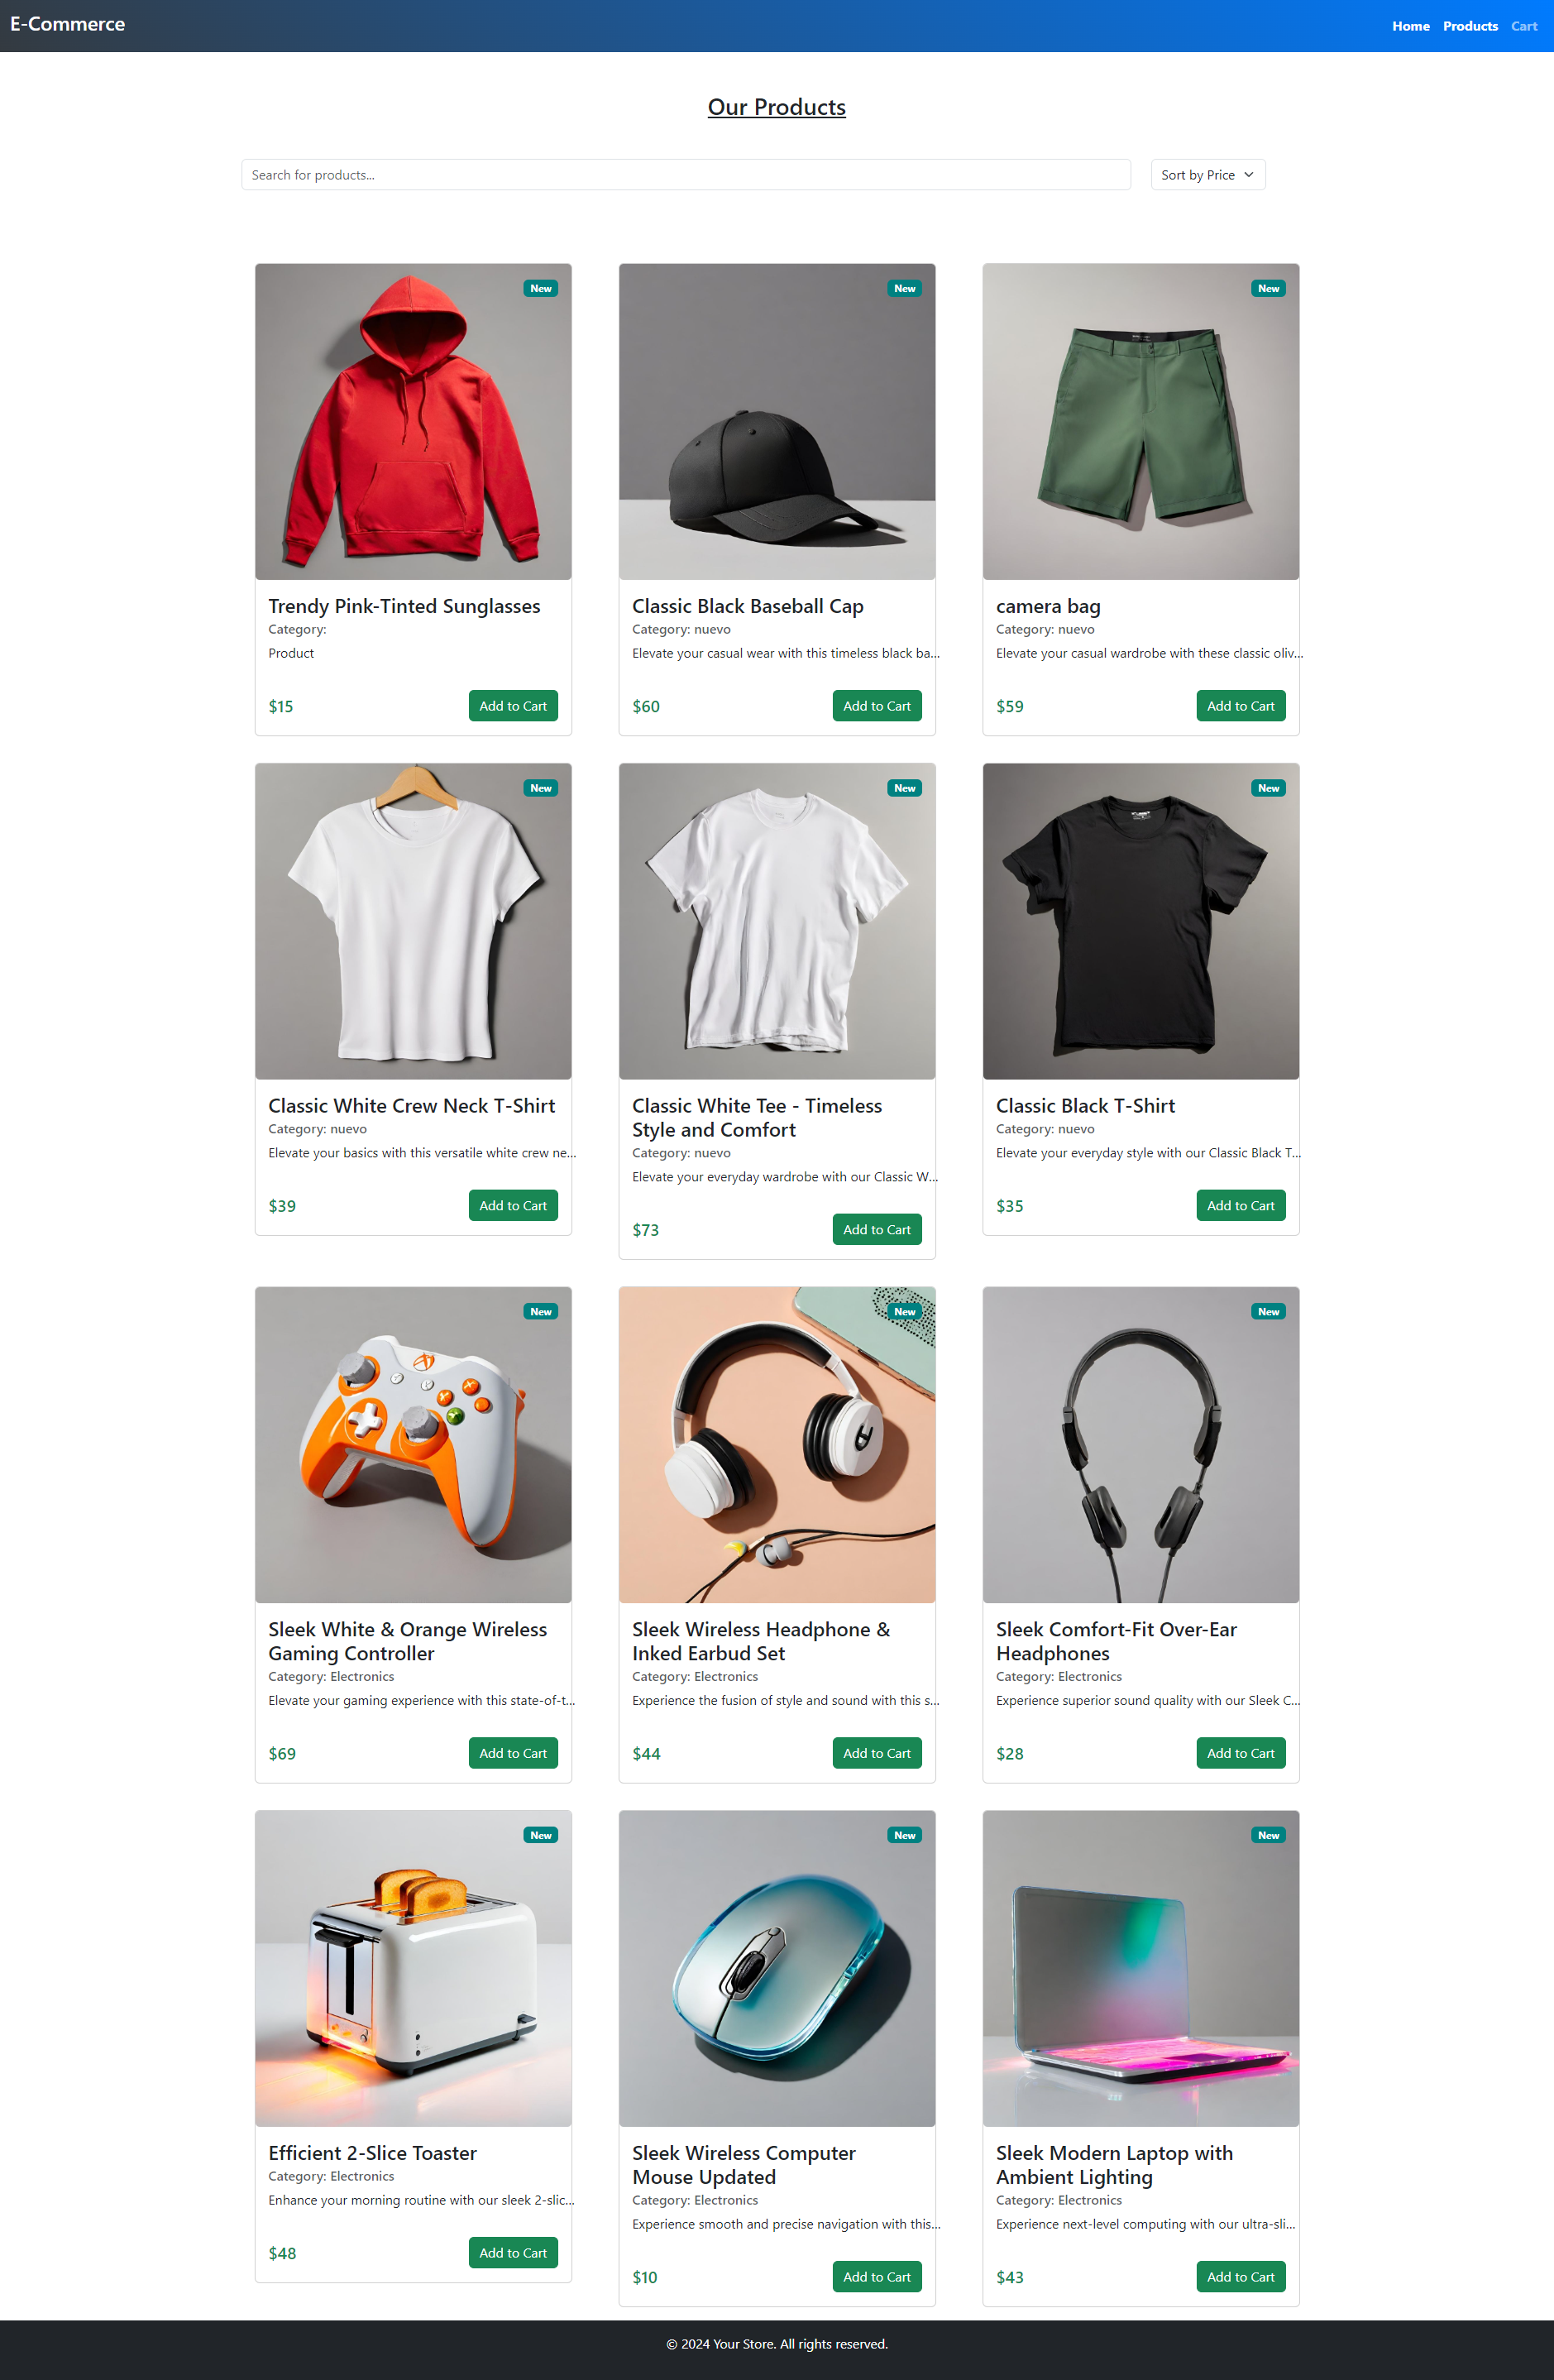 E-Commerce
Home Products Cart
Our Products
Search for products...
Sort by Price
New
New
New
Trendy Pink-Tinted Sunglasses
Category:
Product
$15
Add to Cart
Classic Black Baseball Cap
Category: nuevo
Elevate your casual wear with this timeless black ba...
$60
Add to Cart
camera bag
Category: nuevo
Elevate your casual wardrobe with these classic oliv...
$59
Add to Cart
New
New
New
Classic White Crew Neck T-Shirt
Category: nuevo
Elevate your basics with this versatile white crew ne...
$39
Add to Cart
Classic White Tee - Timeless
Style and Comfort
Category: nuevo
Elevate your everyday wardrobe with our Classic W...
$73
Add to Cart
Classic Black T-Shirt
Category: nuevo
Elevate your everyday style with our Classic Black T...
$35
Add to Cart
New
New
New
Sleek White & Orange Wireless
Gaming Controller
Category: Electronics
Elevate your gaming experience with this state-of-t...
$69
Add to Cart
Sleek Wireless Headphone &
Inked Earbud Set
Category: Electronics
Experience the fusion of style and sound with this s...
$44
Add to Cart
Sleek Comfort-Fit Over-Ear
Headphones
Category: Electronics
Experience superior sound quality with our Sleek C...
$28
Add to Cart
New
New
New
Efficient 2-Slice Toaster
Category: Electronics
Enhance your morning routine with our sleek 2-slic...
$48
Add to Cart
Sleek Wireless Computer
Mouse Updated
Category: Electronics
Experience smooth and precise navigation with this...
$10
Add to Cart
Sleek Modern Laptop with
Ambient Lighting
Category: Electronics
Experience next-level computing with our ultra-sli...
$43
Add to Cart
© 2024 Your Store. All rights reserved.